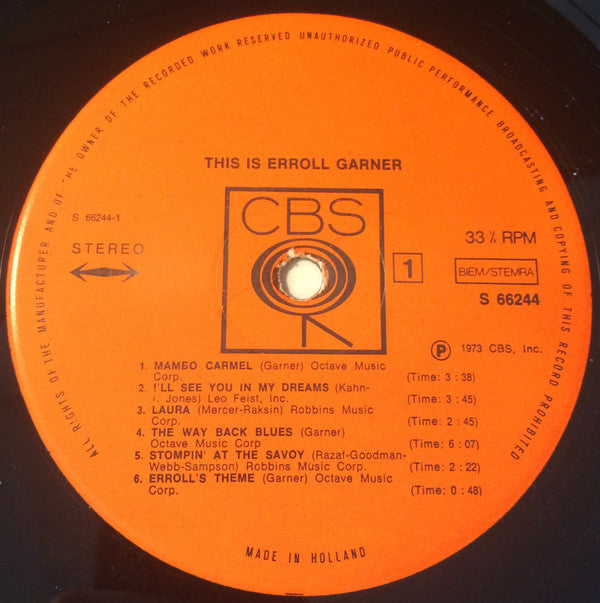 ALL RIGHTS OF THE MANUFACTURER AND OF THE OWNER OF THE RECORDED WORK RESERVED UNAUTHORIZED PUBLIC PERFORMANCE BROADCASTING AND COPYING OF THIS RECORD PROHIBITED
THIS IS ERROLL GARNER
CBS
S 66244-1
STEREO
1
33⅓ RPM
BIEM/STEMRA
S 66244
Ⓟ 1973 CBS, Inc.
1. MAMBO CARMEL (Garner) Octave Music
Corp. (Time: 3 : 38)
2. I'LL SEE YOU IN MY DREAMS (Kahn-
I. Jones) Leo Feist, Inc. (Time: 3 : 45)
3. LAURA (Mercer-Raksin) Robbins Music
Corp. (Time: 2 : 45)
4. THE WAY BACK BLUES (Garner)
Octave Music Corp (Time: 6 : 07)
5. STOMPIN' AT THE SAVOY (Razaf-Goodman-
Webb-Sampson) Robbins Music Corp. (Time: 2 : 22)
6. ERROLL'S THEME (Garner) Octave Music
Corp. (Time: 0 : 48)
MADE IN HOLLAND